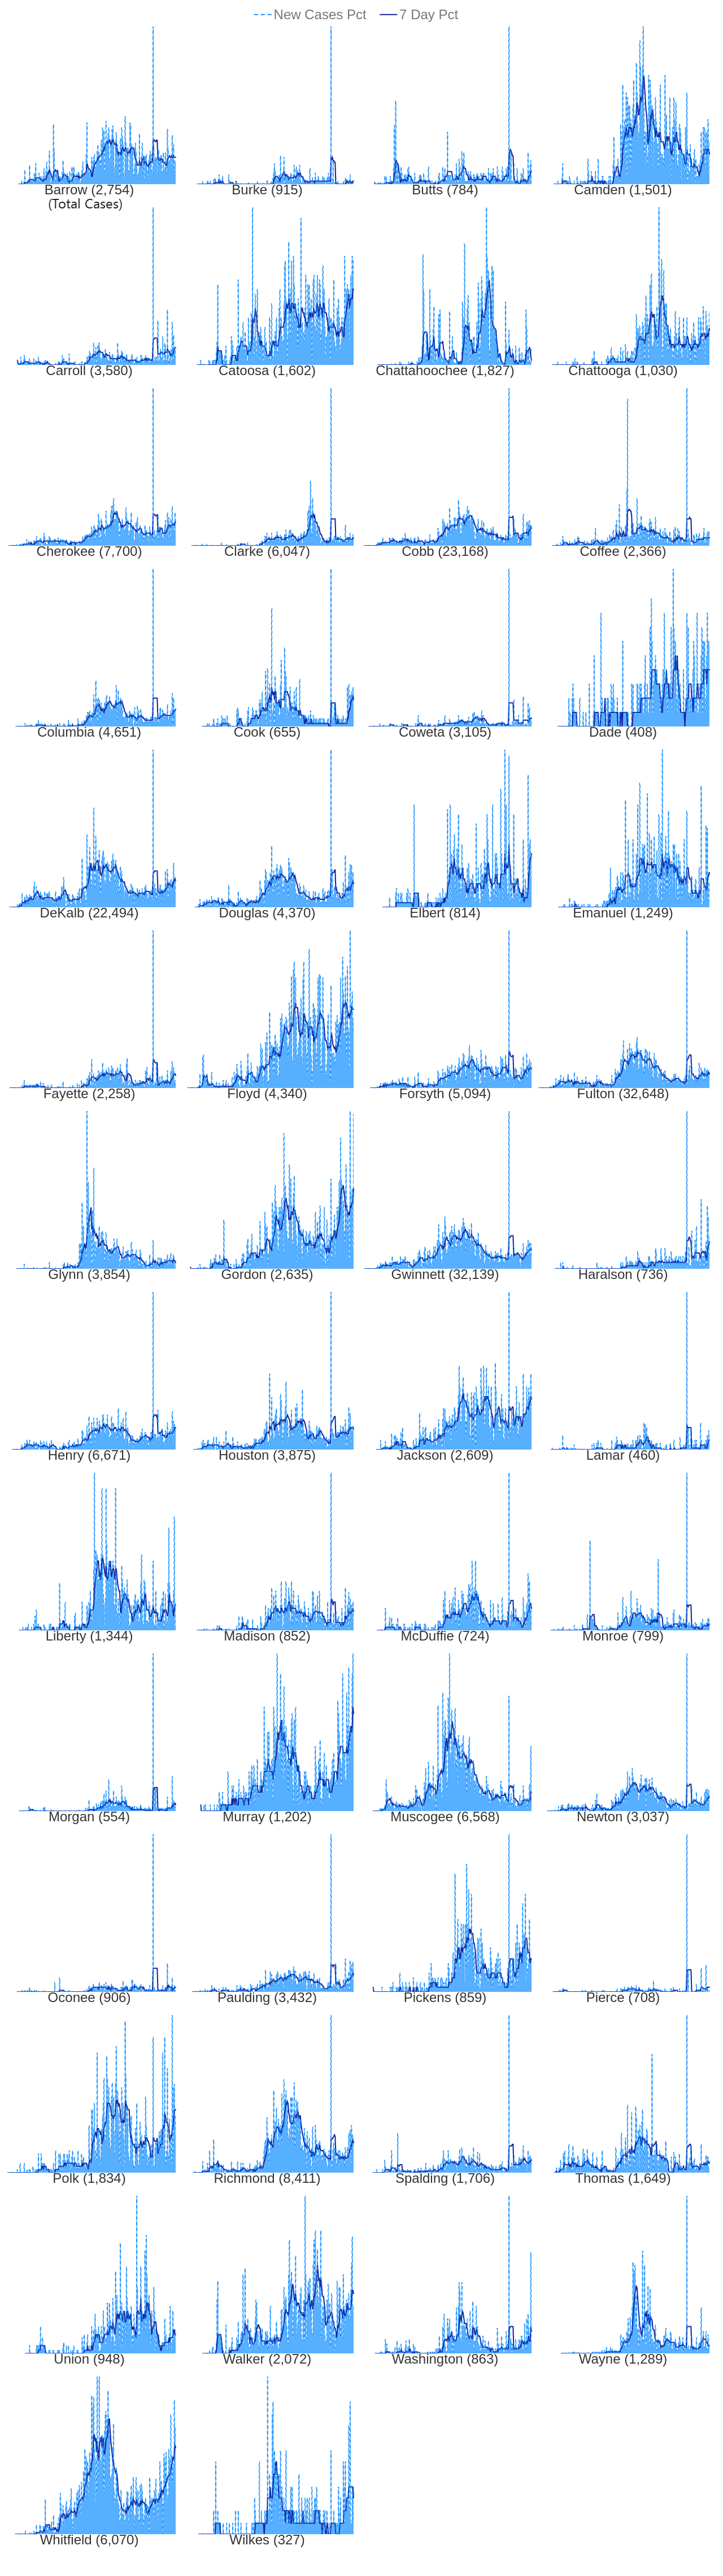 New Cases Pct 7 Day Pct
Barrow (2,754) Burke (915) Butts (784) Camden (1,501)
(Total Cases)
Carroll (3,580) Catoosa (1,602) Chattahoochee (1,827) Chattooga (1,030)
Cherokee (7,700) Clarke (6,047) Cobb (23,168) Coffee (2,366)
Columbia (4,651) Cook (655) Coweta (3,105) Dade (408)
DeKalb (22,494) Douglas (4,370) Elbert (814) Emanuel (1,249)
Fayette (2,258) Floyd (4,340) Forsyth (5,094) Fulton (32,648)
Glynn (3,854) Gordon (2,635) Gwinnett (32,139) Haralson (736)
Henry (6,671) Houston (3,875) Jackson (2,609) Lamar (460)
Liberty (1,344) Madison (852) McDuffie (724) Monroe (799)
Morgan (554) Murray (1,202) Muscogee (6,568) Newton (3,037)
Oconee (906) Paulding (3,432) Pickens (859) Pierce (708)
Polk (1,834) Richmond (8,411) Spalding (1,706) Thomas (1,649)
Union (948) Walker (2,072) Washington (863) Wayne (1,289)
Whitfield (6,070) Wilkes (327)